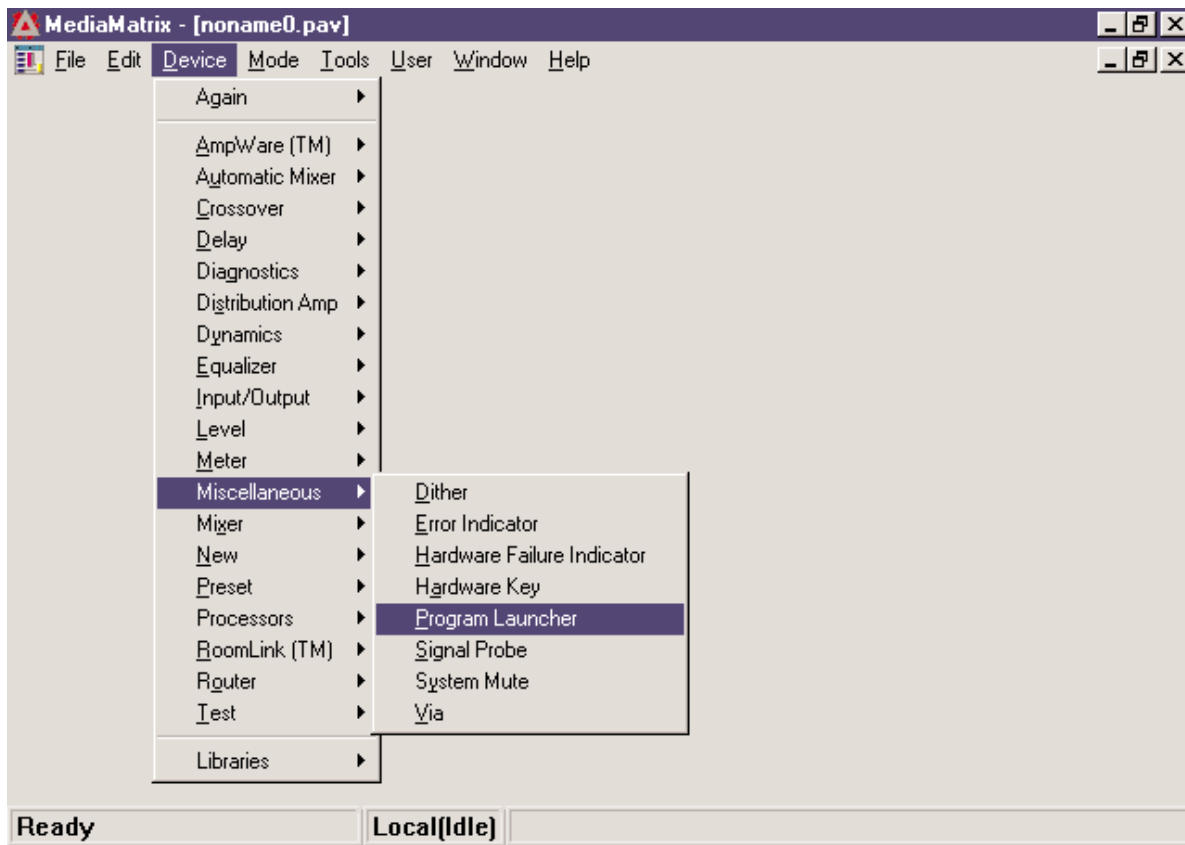 MediaMatrix - [noname0.pav]
File Edit Device Mode Tools User Window Help
Again
AmpWare (TM)
Automatic Mixer
Crossover
Delay
Diagnostics
Distribution Amp
Dynamics
Equalizer
Input/Output
Level
Meter
Miscellaneous
Mixer
New
Preset
Processors
RoomLink (TM)
Router
Test
Libraries
Dither
Error Indicator
Hardware Failure Indicator
Hardware Key
Program Launcher
Signal Probe
System Mute
Via
Ready Local(Idle)